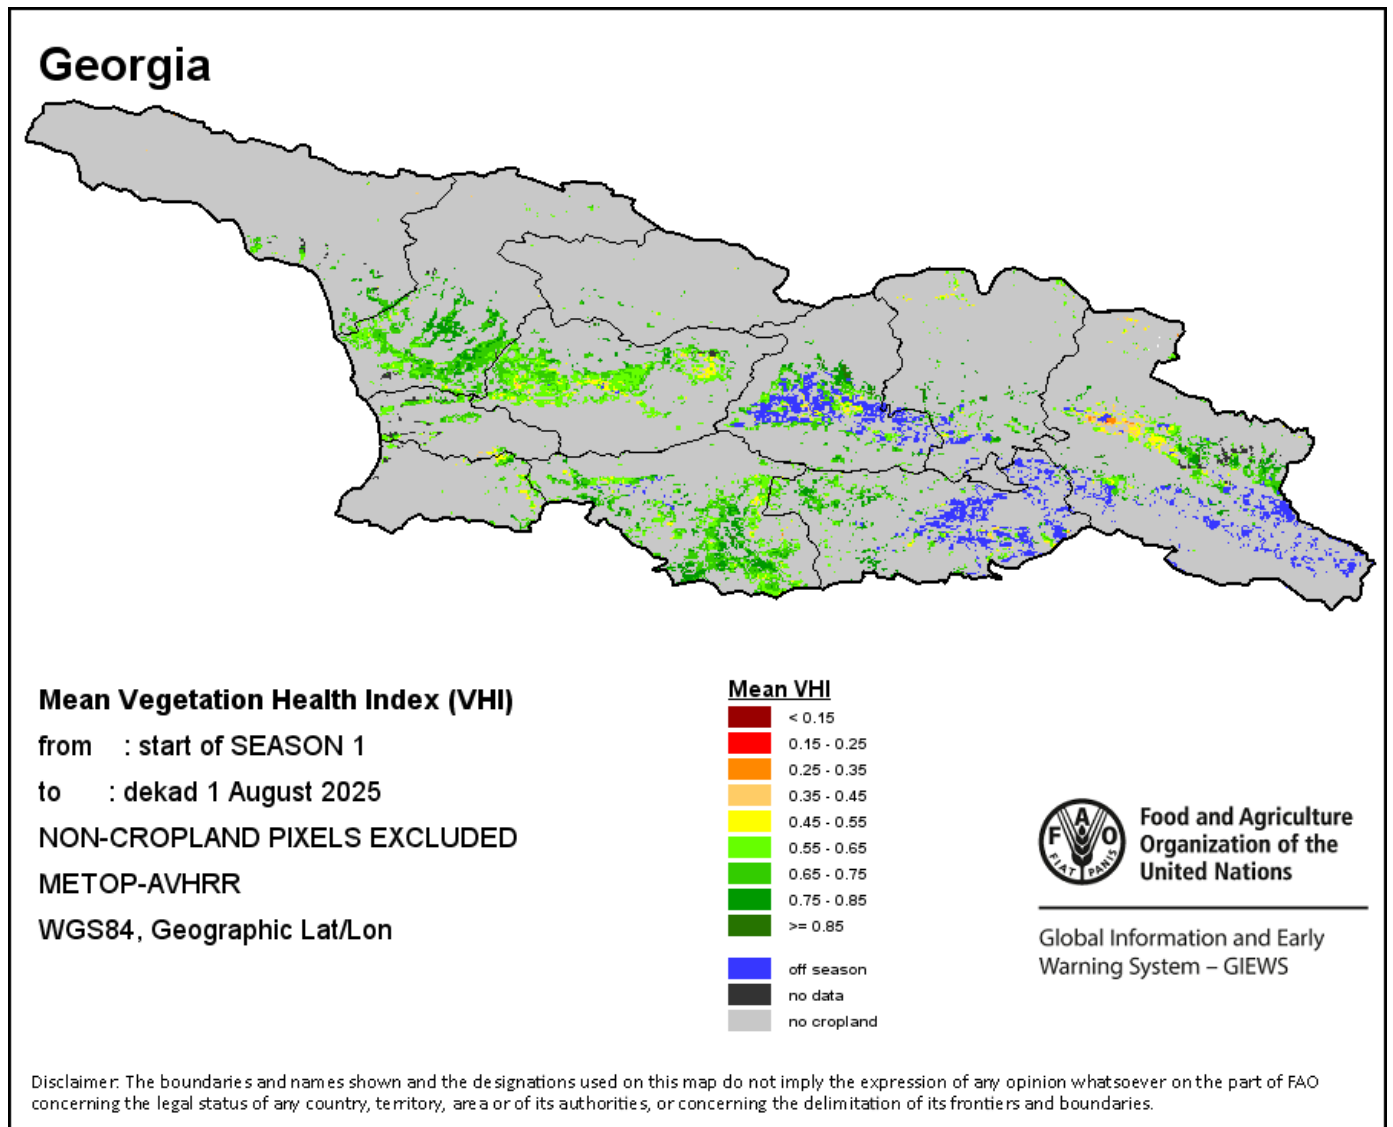 Georgia
Mean Vegetation Health Index (VHI)
from : start of SEASON 1
to : dekad 1 August 2025
NON-CROPLAND PIXELS EXCLUDED
METOP-AVHRR
WGS84, Geographic Lat/Lon
Mean VHI
< 0.15
0.15 - 0.25
0.25 - 0.35
0.35 - 0.45
0.45 - 0.55
0.55 - 0.65
0.65 - 0.75
0.75 - 0.85
>= 0.85
off season
no data
no cropland
F A O
FIAT PANIS
Food and Agriculture
Organization of the
United Nations
Global Information and Early
Warning System – GIEWS
Disclaimer: The boundaries and names shown and the designations used on this map do not imply the expression of any opinion whatsoever on the part of FAO
concerning the legal status of any country, territory, area or of its authorities, or concerning the delimitation of its frontiers and boundaries.